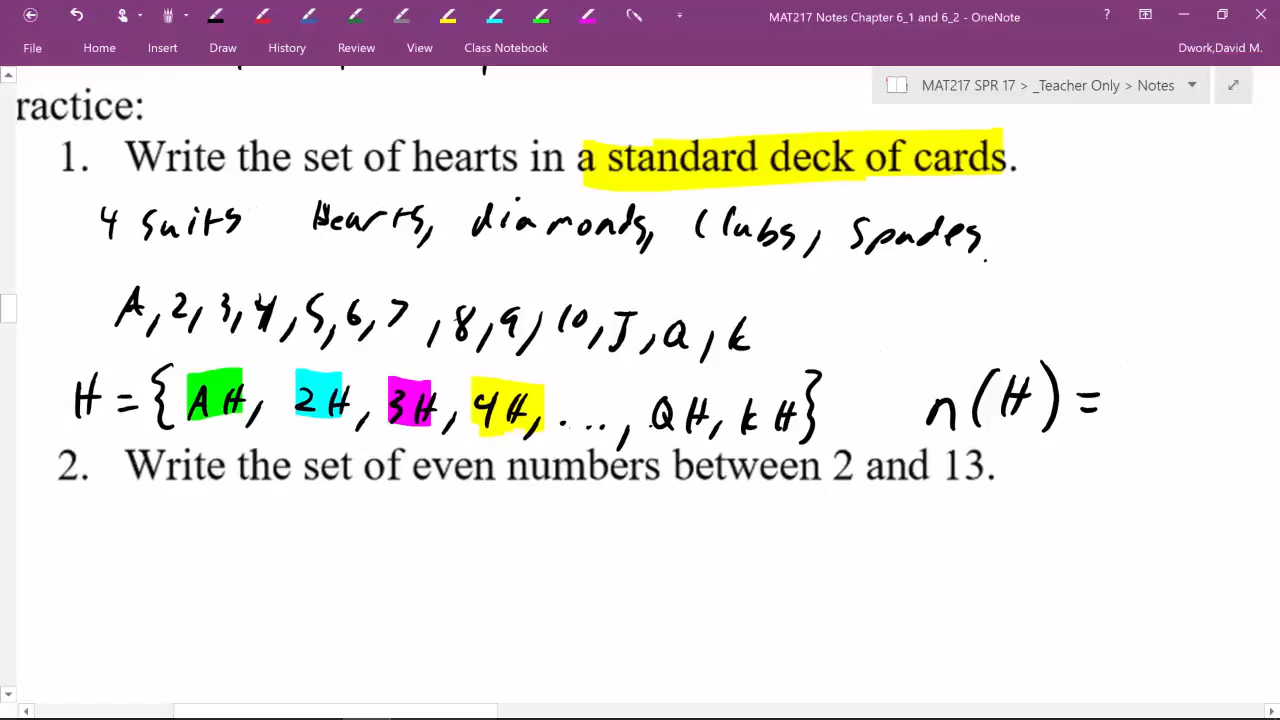 MAT217 Notes Chapter 6_1 and 6_2 - OneNote
?
File Home Insert Draw History Review View Class Notebook Dwork,David M.
MAT217 SPR 17 > _Teacher Only > Notes
ractice:
1. Write the set of hearts in a standard deck of cards.
4 suits Hearts, diamonds, Clubs, Spades.
A, 2, 3, 4, 5, 6, 7, 8, 9, 10, J, Q, K
H = { AH, 2H, 3H, 4H, ..., QH, KH } n(H) =
2. Write the set of even numbers between 2 and 13.